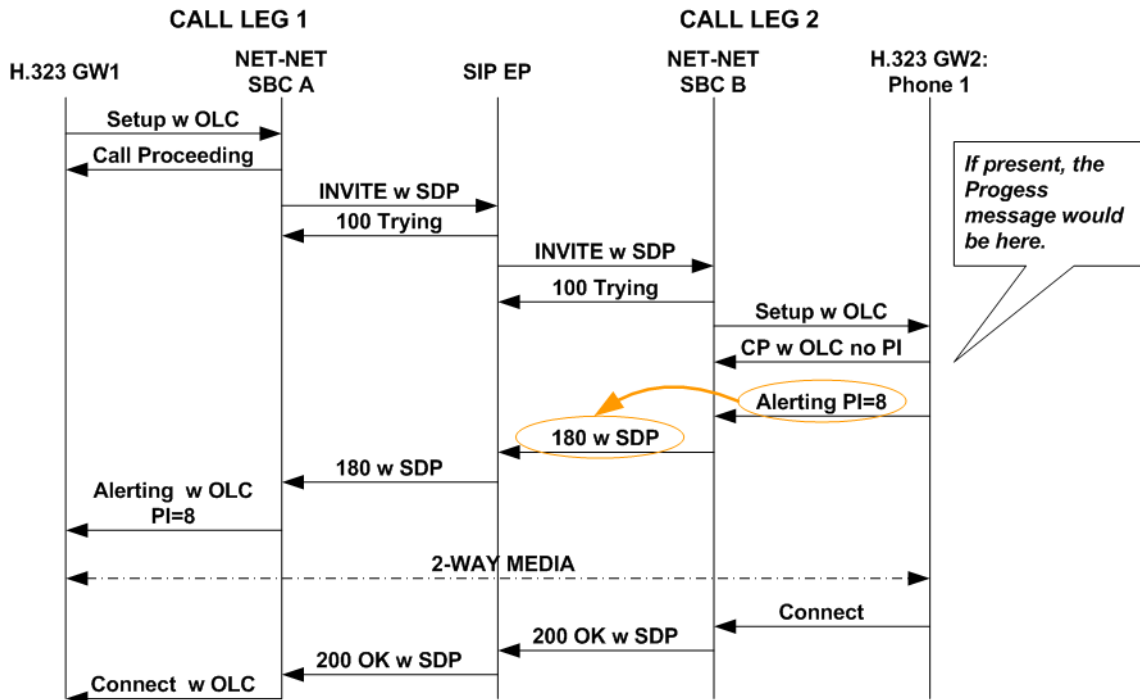 CALL LEG 1
CALL LEG 2
H.323 GW1
NET-NET
SBC A
SIP EP
NET-NET
SBC B
H.323 GW2:
Phone 1
Setup w OLC
Call Proceeding
If present, the
Progess
message would
be here.
INVITE w SDP
100 Trying
INVITE w SDP
100 Trying
Setup w OLC
CP w OLC no PI
Alerting PI=8
180 w SDP
180 w SDP
Alerting w OLC
PI=8
2-WAY MEDIA
Connect
200 OK w SDP
200 OK w SDP
Connect w OLC